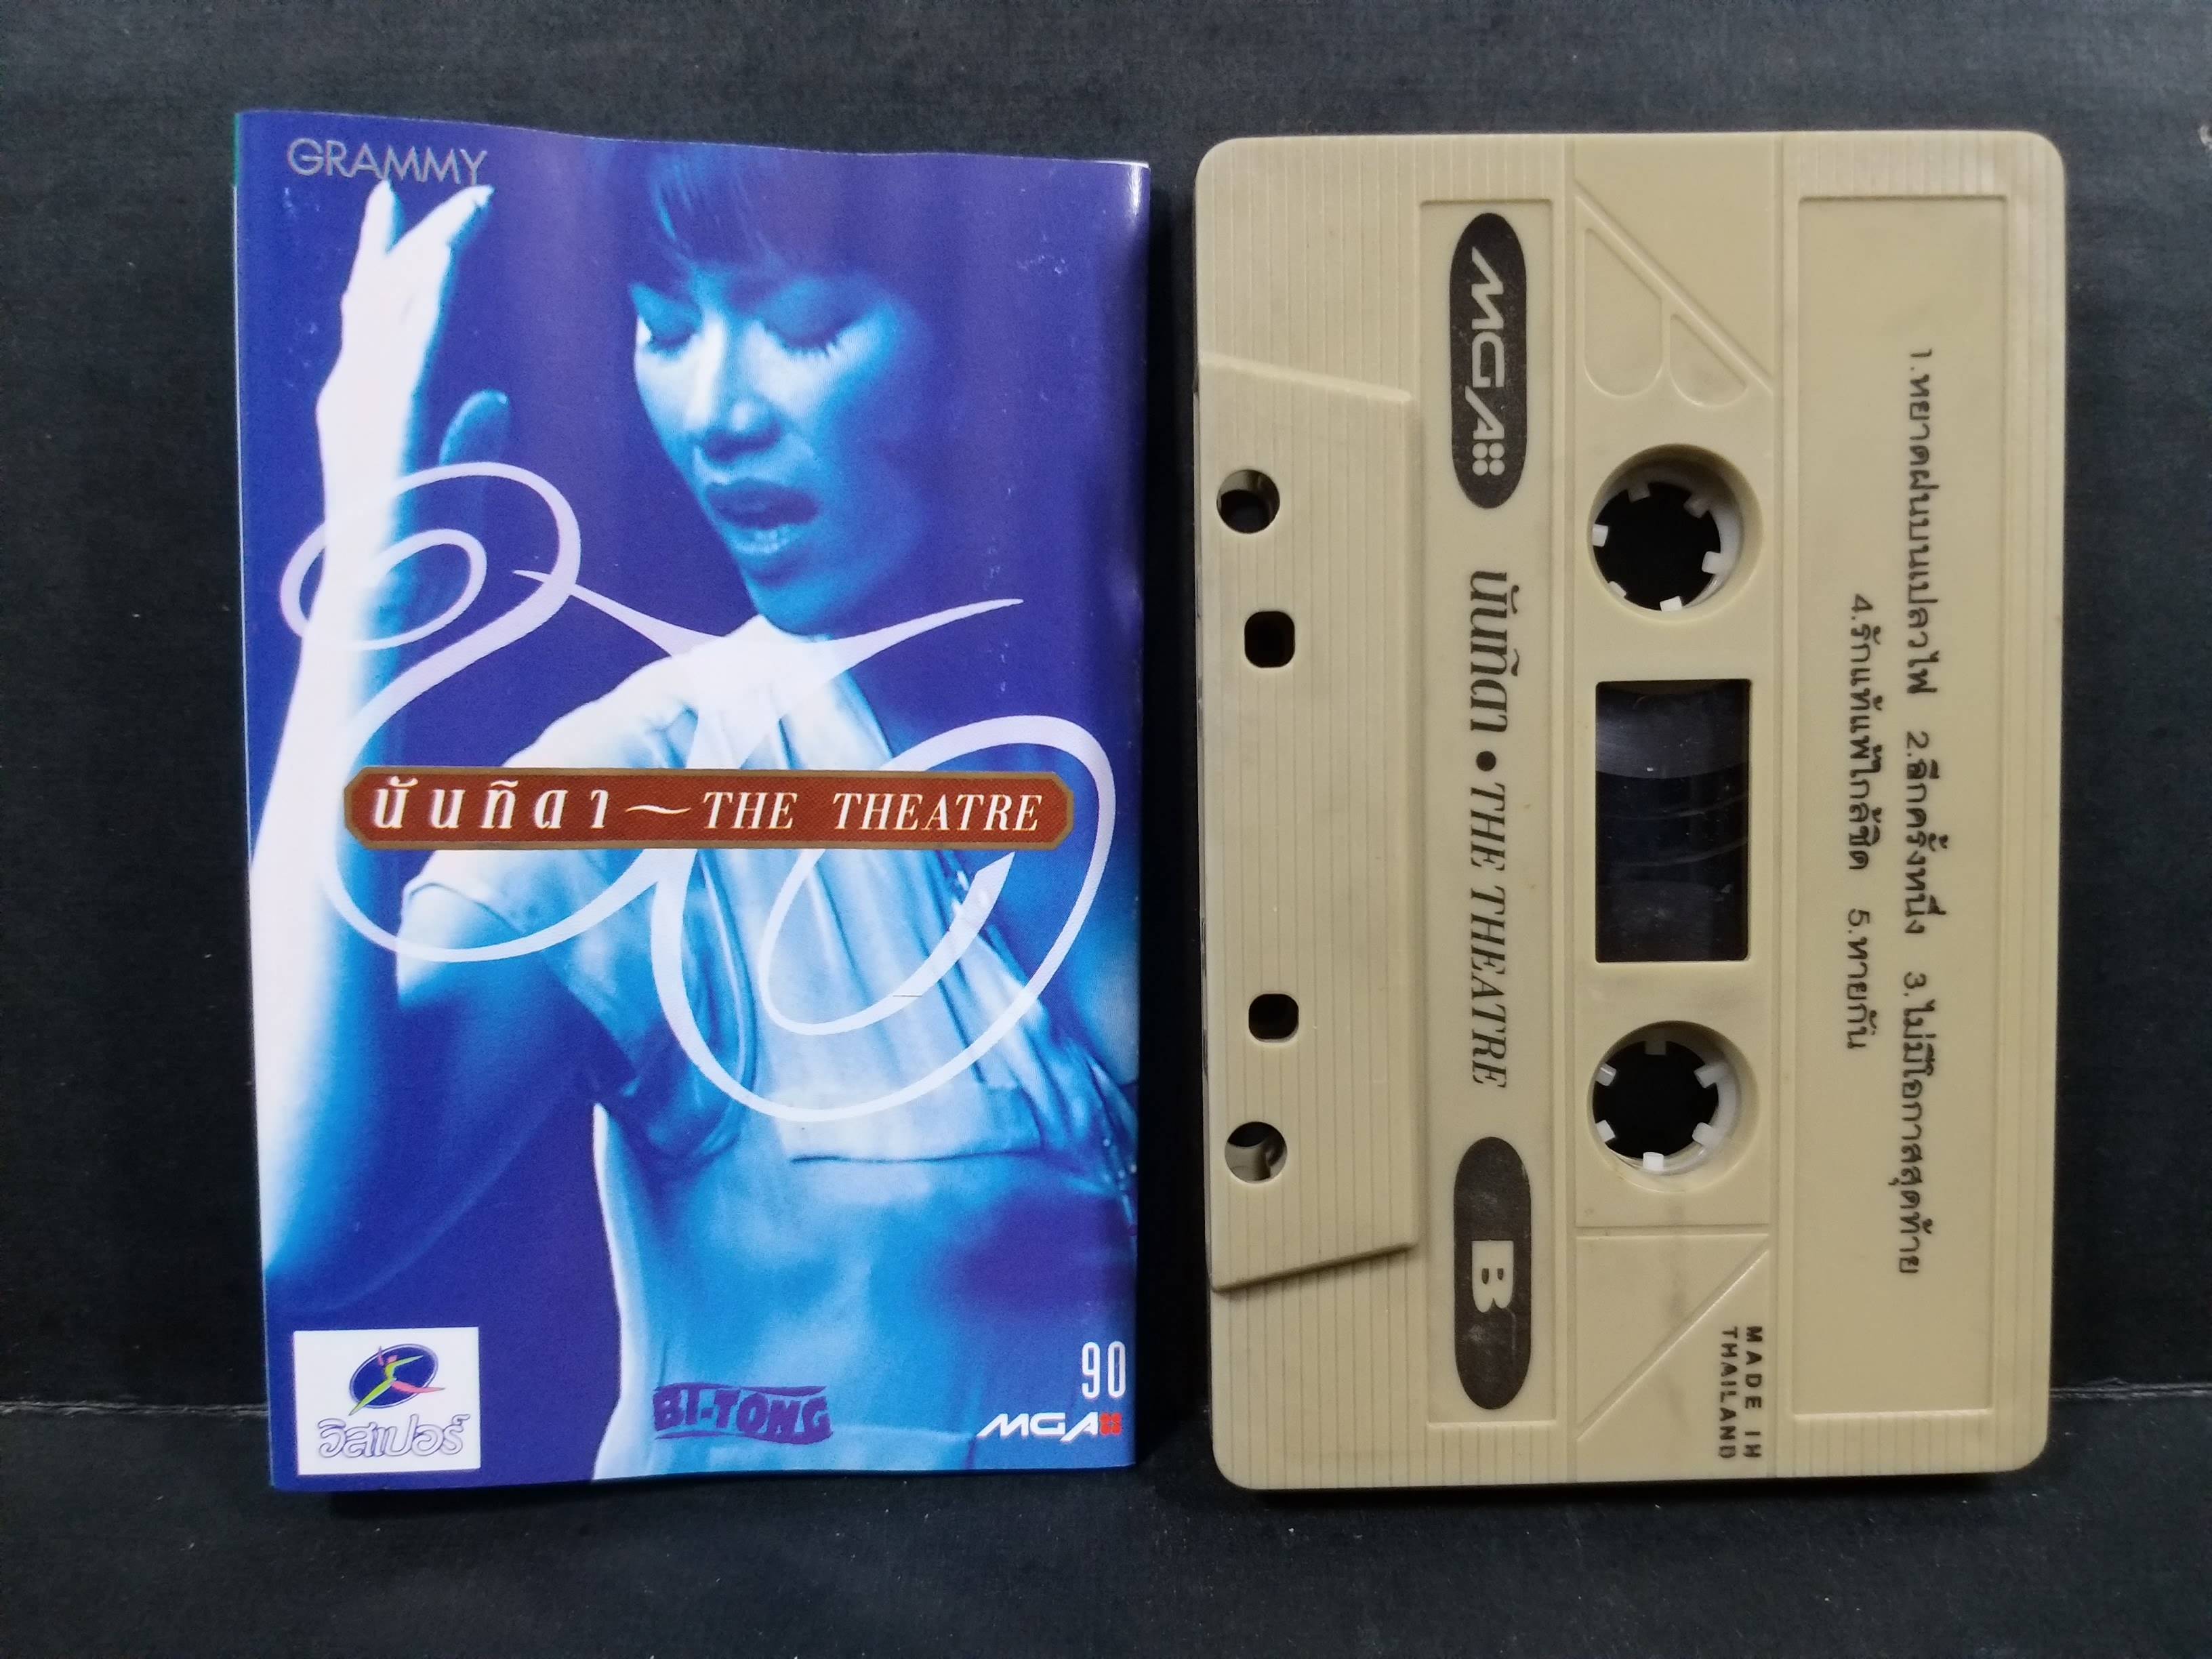 GRAMMY
นันทิดา ~ THE THEATRE
วิสเปอร์
BI-TONG
90
MGA
MGA
นันทิดา • THE THEATRE
B
1.หยาดฝนบนเปลวไฟ 2.อีกครั้งหนึ่ง 3.ไม่มีโอกาสสุดท้าย
4.รักแท้แพ้ใกล้ชิด 5.หายกัน
MADE IN
THAILAND